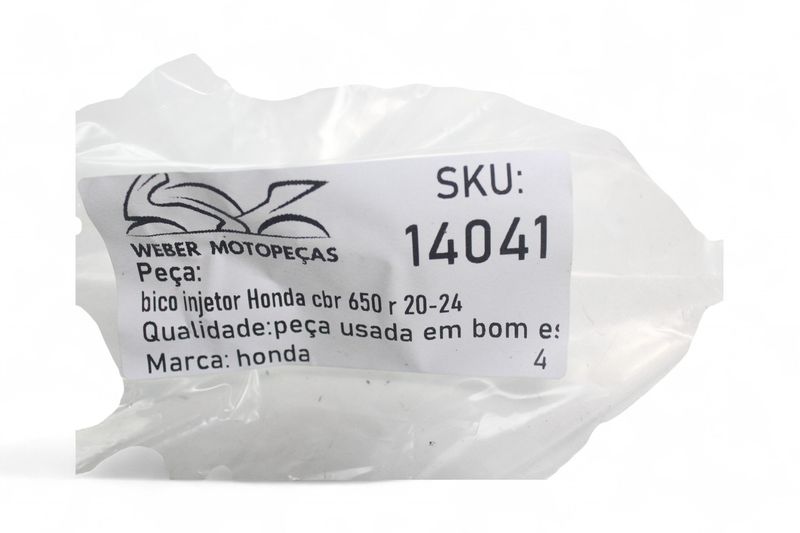 WEBER MOTOPEÇAS
SKU:
14041
Peça:
bico injetor Honda cbr 650 r 20-24
Qualidade:peça usada em bom es
Marca: honda
4